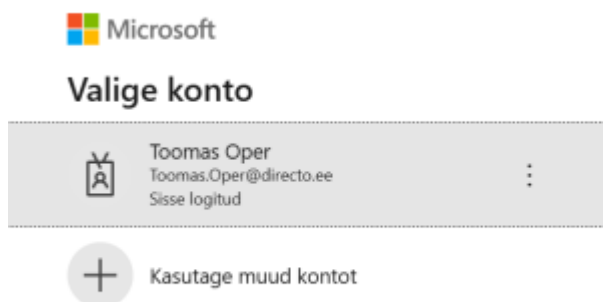 Microsoft
Valige konto
Toomas Oper
Toomas.Oper@directo.ee
Sisse logitud
Kasutage muud kontot